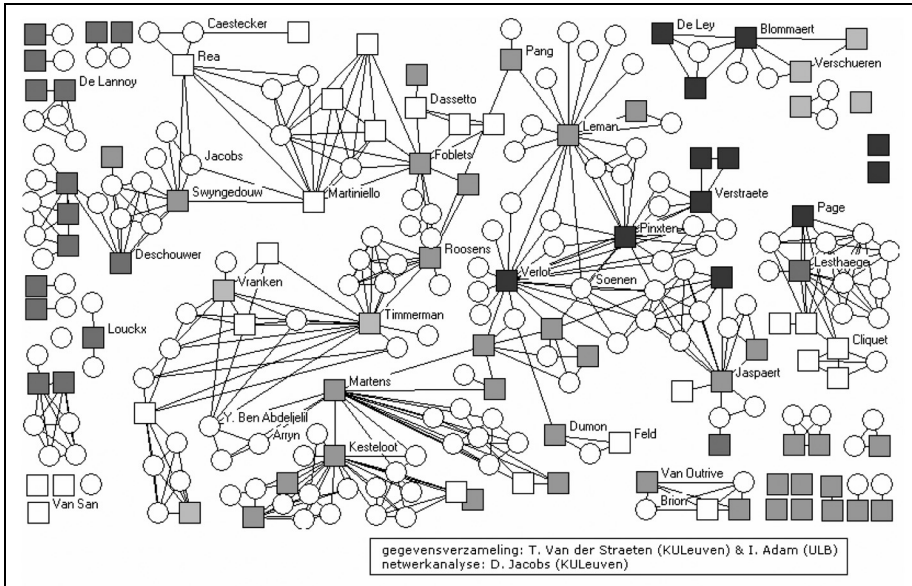 Caestecker
Rea
De Lannoy
Pang
De Ley
Blommaert
Verschueren
Dassetto
Leman
Jacobs
Foblets
Swyngedouw
Martiniello
Verstraete
Page
Pinxten
Deschouwer
Roosens
Lesthaege
Vranken
Verlot
Soenen
Louckx
Timmerman
Cliquet
Martens
Jaspaert
Y. Ben Abdeljelil
Arryn
Dumon
Feld
Kesteloot
Van Outrive
Brion
Van San
gegevensverzameling: T. Van der Straeten (KULeuven) & I. Adam (ULB)
netwerkanalyse: D. Jacobs (KULeuven)